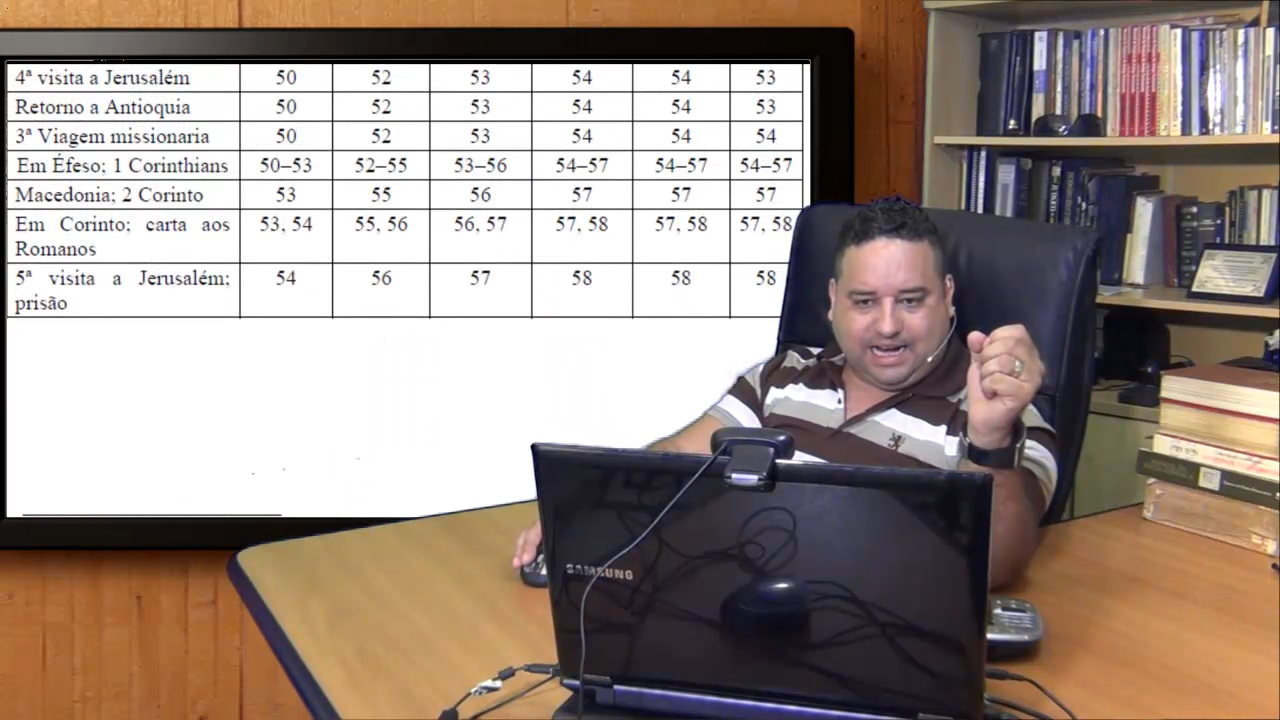 4ª visita a Jerusalém 50 52 53 54 54 53
Retorno a Antioquia 50 52 53 54 54 53
3ª Viagem missionaria 50 52 53 54 54 54
Em Éfeso; 1 Corinthians 50–53 52–55 53–56 54–57 54–57 54–57
Macedonia; 2 Corinto 53 55 56 57 57 57
Em Corinto; carta aos 53, 54 55, 56 56, 57 57, 58 57, 58 57, 58
Romanos
5ª visita a Jerusalém; 54 56 57 58 58 58
prisão
SAMSUNG